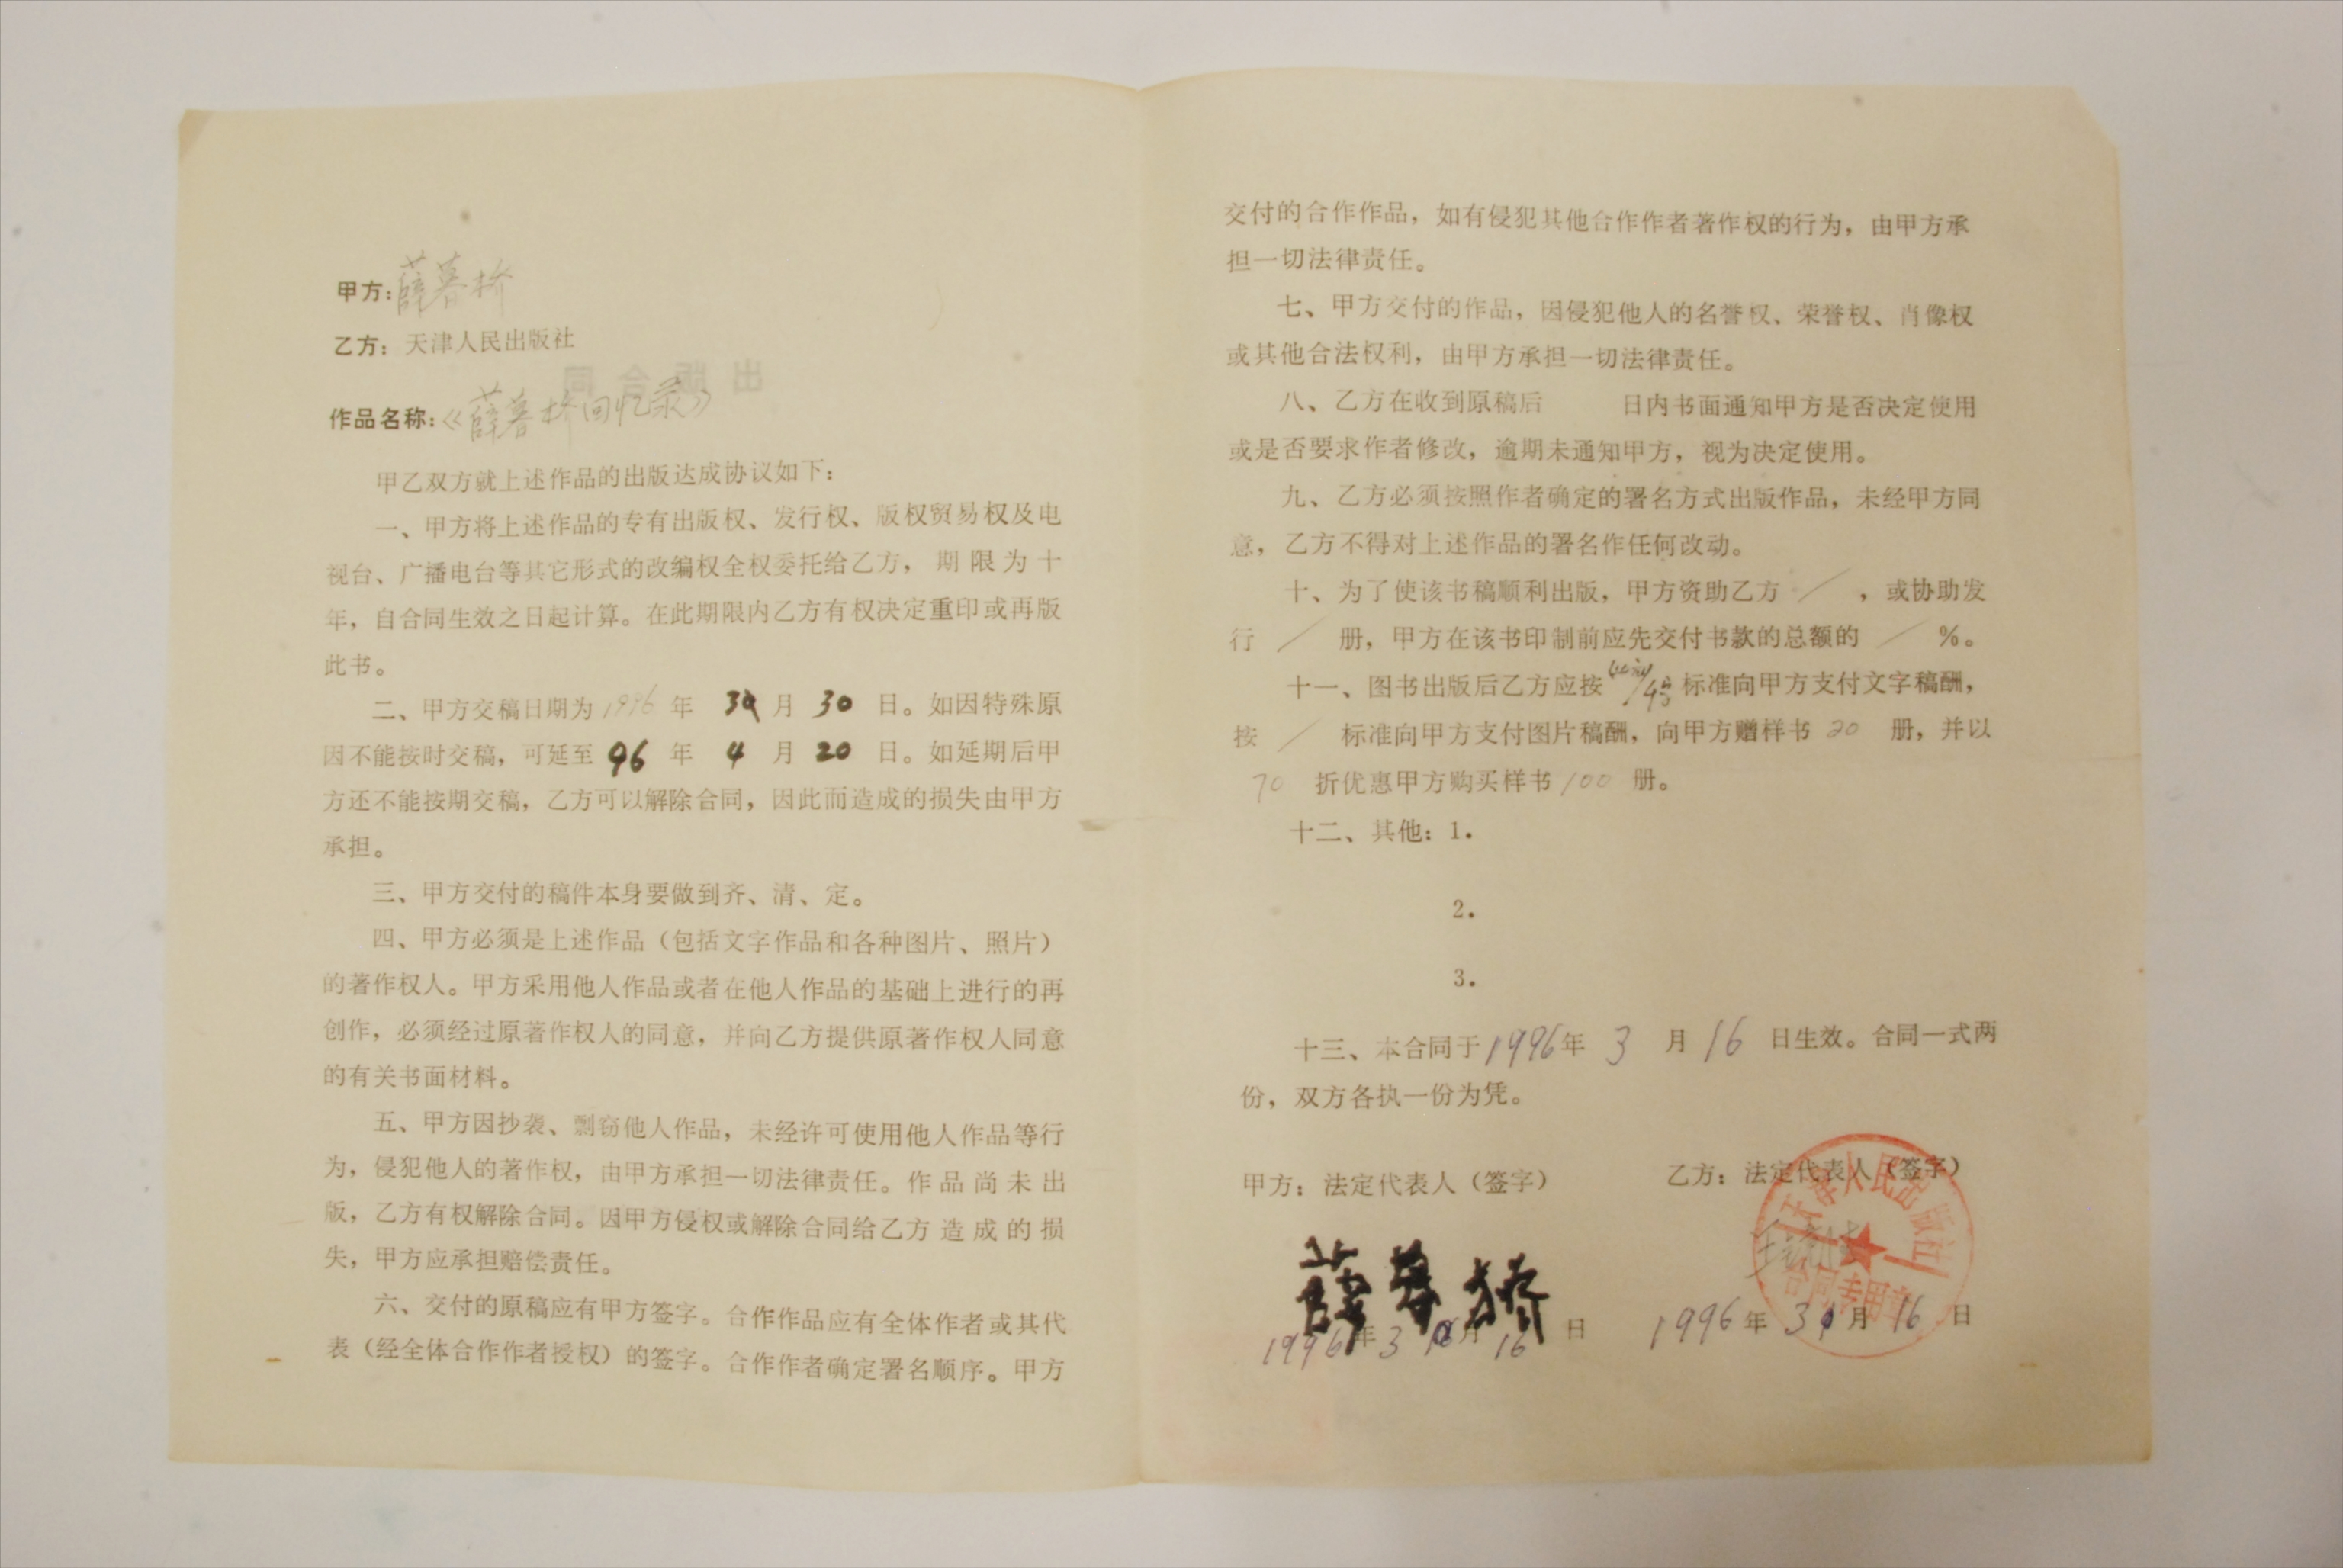 甲方：薛暮桥
乙方：天津人民出版社
出版合同
作品名称：《薛暮桥回忆录》
甲乙双方就上述作品的出版达成协议如下：
一、甲方将上述作品的专有出版权、发行权、版权贸易权及电
视台、广播电台等其它形式的改编权全权委托给乙方，期限为十
年，自合同生效之日起计算。在此期限内乙方有权决定重印或再版
此书。
二、甲方交稿日期为1996年 3月30日。如因特殊原
因不能按时交稿，可延至96年4月20日。如延期后甲
方还不能按期交稿，乙方可以解除合同，因此而造成的损失由甲方
承担。
三、甲方交付的稿件本身要做到齐、清、定。
四、甲方必须是上述作品（包括文字作品和各种图片、照片）
的著作权人。甲方采用他人作品或者在他人作品的基础上进行的再
创作，必须经过原著作权人的同意，并向乙方提供原著作权人同意
的有关书面材料。
五、甲方因抄袭、剽窃他人作品，未经许可使用他人作品等行
为，侵犯他人的著作权，由甲方承担一切法律责任。作品尚未出
版，乙方有权解除合同。因甲方侵权或解除合同给乙方造成的损
失，甲方应承担赔偿责任。
六、交付的原稿应有甲方签字。合作作品应有全体作者或其代
表（经全体合作作者授权）的签字。合作作者确定署名顺序。甲方
交付的合作作品，如有侵犯其他合作作者著作权的行为，由甲方承
担一切法律责任。
七、甲方交付的作品，因侵犯他人的名誉权、荣誉权、肖像权
或其他合法权利，由甲方承担一切法律责任。
八、乙方在收到原稿后 日内书面通知甲方是否决定使用
或是否要求作者修改，逾期未通知甲方，视为决定使用。
九、乙方必须按照作者确定的署名方式出版作品，未经甲方同
意，乙方不得对上述作品的署名作任何改动。
十、为了使该书稿顺利出版，甲方资助乙方 ／ ，或协助发
行 ／ 册，甲方在该书印制前应先交付书款的总额的 ／ %。
十一、图书出版后乙方应按 标准向甲方支付文字稿酬，
按 ／ 标准向甲方支付图片稿酬，向甲方赠样书 20 册，并以
70 折优惠甲方购买样书 100 册。
十二、其他：1.
2.
3.
十三、本合同于1996年 3 月 16 日生效。合同一式两
份，双方各执一份为凭。
甲方：法定代表人（签字）
乙方：法定代表人（签字）
天津人民出版社
合同专用章
薛暮桥
1996年3月16日
1996年3月16日